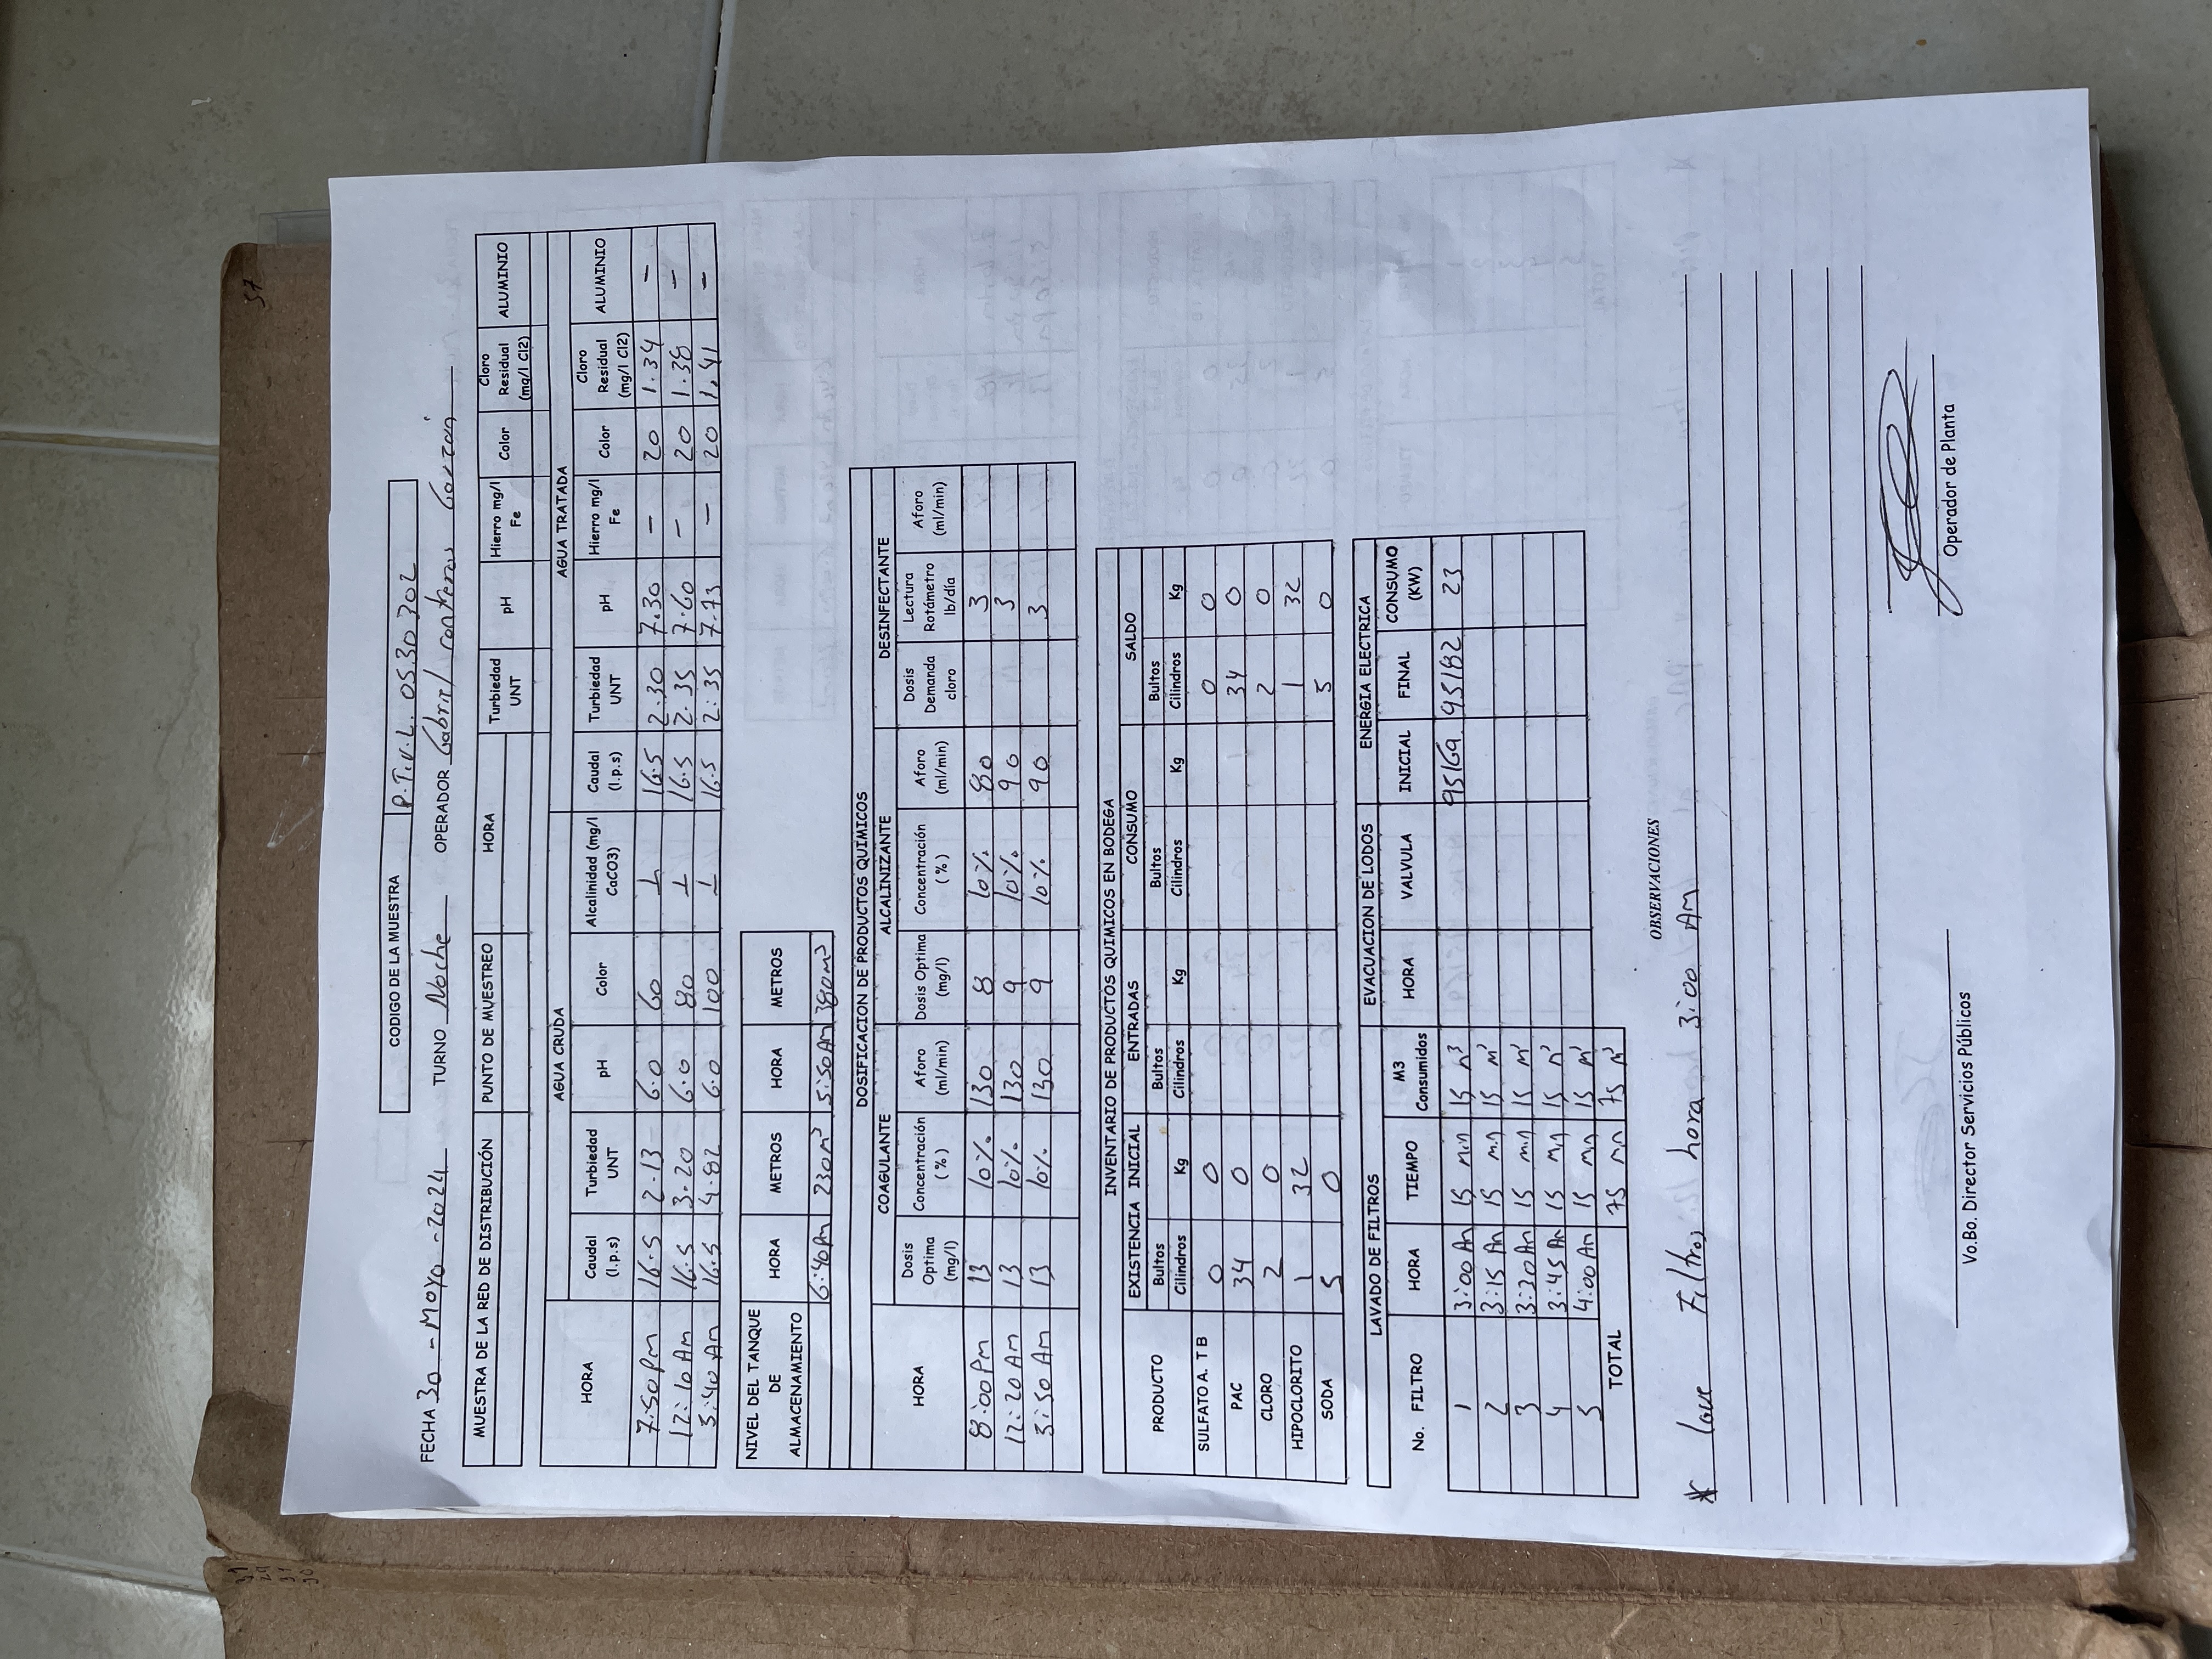 31
29
31
30
57
CODIGO DE LA MUESTRA P.T.V.L. 0530302
FECHA 30 - Mayo - 2024 TURNO Noche OPERADOR Gabriel contreras Garzón
MUESTRA DE LA RED DE DISTRIBUCIÓN PUNTO DE MUESTREO HORA Turbiedad UNT pH Hierro mg/l Fe Color Cloro Residual (mg/l Cl2) ALUMINIO
HORA AGUA CRUDA AGUA TRATADA
Caudal (l.p.s) Turbiedad UNT pH Color Alcalinidad (mg/l CaCO3) Caudal (l.p.s) Turbiedad UNT pH Hierro mg/l Fe Color Cloro Residual (mg/l Cl2) ALUMINIO
7:50 Pm 16.5 2.13 6.0 60 ⊥ 16.5 2.30 7.30 — 20 1.34 —
12:10 Am 16.5 3.20 6.0 80 ⊥ 16.5 2.35 7.60 — 20 1.38 —
5:40 Am 16.5 4.82 6.0 100 ⊥ 16.5 2:35 7.73 — 20 1.41 —
NIVEL DEL TANQUE DE ALMACENAMIENTO HORA METROS HORA METROS
6:40 Pm 230 m³ 5:50 Am 380 m³
DOSIFICACION DE PRODUCTOS QUIMICOS
HORA COAGULANTE ALCALINIZANTE DESINFECTANTE
Dosis Optima (mg/l) Concentración (%) Aforo (ml/min) Dosis Optima (mg/l) Concentración (%) Aforo (ml/min) Dosis Demanda cloro Lectura Rotámetro lb/día Aforo (ml/min)
8:00 Pm 13 10% 130 8 10% 80 3
12:20 Am 13 10% 130 9 10% 90 3
5:50 Am 13 10% 130 9 10% 90 3
INVENTARIO DE PRODUCTOS QUIMICOS EN BODEGA
PRODUCTO EXISTENCIA INICIAL ENTRADAS CONSUMO SALDO
Bultos Bultos Bultos Bultos
Cilindros Kg Cilindros Kg Cilindros Kg Cilindros Kg
SULFATO A. T B 0 0 0 0
PAC 34 0 34 0
CLORO 2 0 2 0
HIPOCLORITO 1 32 1 32
SODA 5 0 5 0
LAVADO DE FILTROS EVACUACION DE LODOS ENERGIA ELECTRICA
No. FILTRO HORA TIEMPO M3 Consumidos HORA VALVULA INICIAL FINAL CONSUMO (KW)
1 3:00 Am 15 min 15 m³ 95169 95182 23
2 3:15 Am 15 min 15 m³
3 3:30 Am 15 min 15 m³
4 3:45 Am 15 min 15 m³
5 4:00 Am 15 min 15 m³
TOTAL 75 min 75 m³
OBSERVACIONES
* lave Filtros hora 3:00 AM
Vo.Bo. Director Servicios Públicos
Operador de Planta